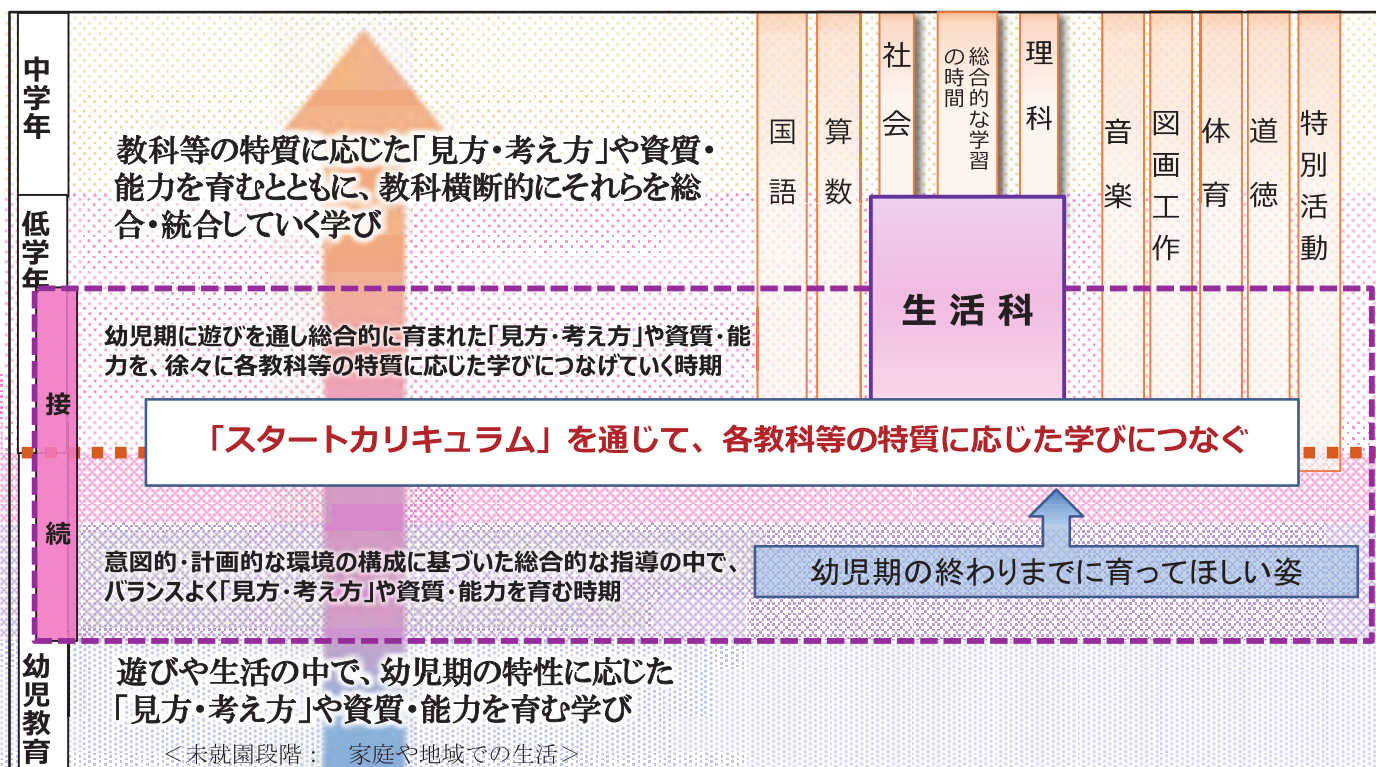 中学年
教科等の特質に応じた「見方・考え方」や資質・
能力を育むとともに、教科横断的にそれらを総
合・統合していく学び
国語
算数
社会
総合的な学習
の時間
理科
音楽
図画工作
体育
道徳
特別活動
低学年
生活科
接続
幼児期に遊びを通し総合的に育まれた「見方・考え方」や資質・能
力を、徐々に各教科等の特質に応じた学びにつなげていく時期
「スタートカリキュラム」を通じて、各教科等の特質に応じた学びにつなぐ
意図的・計画的な環境の構成に基づいた総合的な指導の中で、
バランスよく「見方・考え方」や資質・能力を育む時期
幼児期の終わりまでに育ってほしい姿
幼児教育
遊びや生活の中で、幼児期の特性に応じた
「見方・考え方」や資質・能力を育む学び
＜未就園段階： 家庭や地域での生活＞